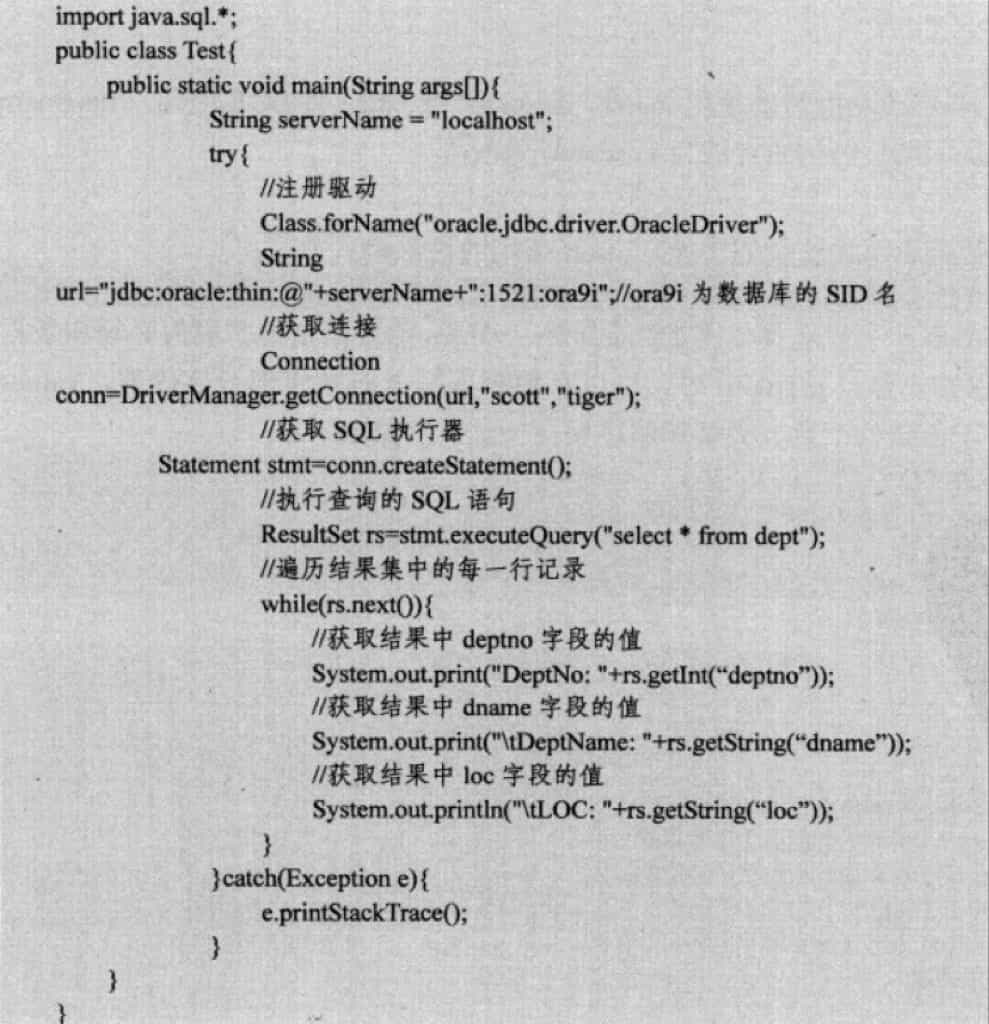 import java.sql.*;
public class Test{
public static void main(String args[]){
String serverName = "localhost";
try{
//注册驱动
Class.forName("oracle.jdbc.driver.OracleDriver");
String
url="jdbc:oracle:thin:@"+serverName+":1521:ora9i";//ora9i 为数据库的 SID 名
//获取连接
Connection
conn=DriverManager.getConnection(url,"scott","tiger");
//获取 SQL 执行器
Statement stmt=conn.createStatement();
//执行查询的 SQL 语句
ResultSet rs=stmt.executeQuery("select * from dept");
//遍历结果集中的每一行记录
while(rs.next()){
//获取结果中 deptno 字段的值
System.out.print("DeptNo: "+rs.getInt(“deptno”));
//获取结果中 dname 字段的值
System.out.print("\tDeptName: "+rs.getString(“dname”));
//获取结果中 loc 字段的值
System.out.println("\tLOC: "+rs.getString(“loc”));
}
}catch(Exception e){
e.printStackTrace();
}
}
}